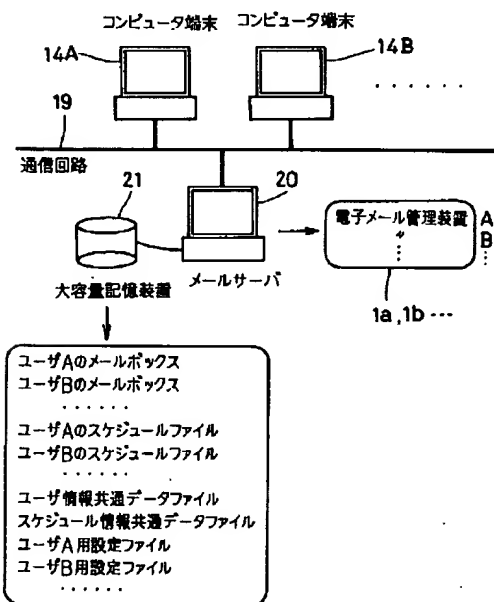 コンピュータ端末 コンピュータ端末
14A 14B
‥‥‥
19
通信回路
21 20
電子メール管理装置 A
〃 B
⋮ ⋮
大容量記憶装置 メールサーバ
1a,1b ‥‥
ユーザAのメールボックス
ユーザBのメールボックス
‥‥‥
ユーザAのスケジュールファイル
ユーザBのスケジュールファイル
‥‥‥
ユーザ情報共通データファイル
スケジュール情報共通データファイル
ユーザA用設定ファイル
ユーザB用設定ファイル
‥‥‥